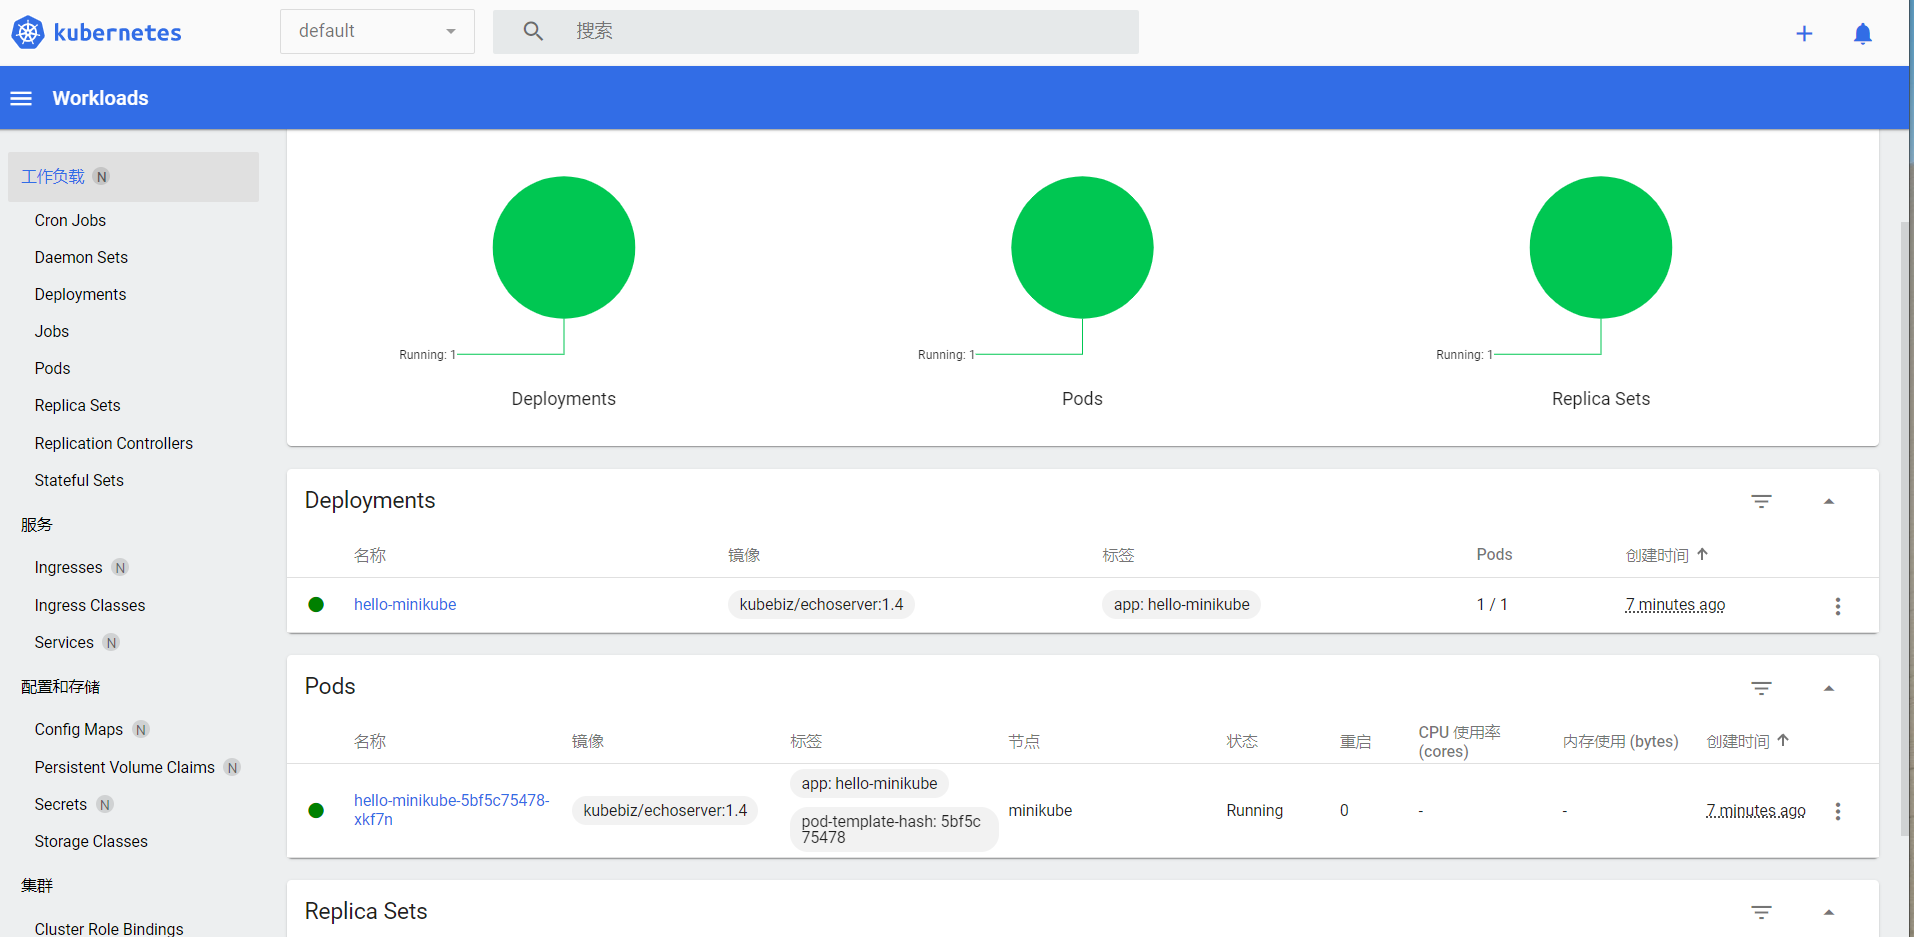 kubernetes
default
搜索
Workloads
工作负载 N
Cron Jobs
Daemon Sets
Deployments
Jobs
Pods
Replica Sets
Replication Controllers
Stateful Sets
服务
Ingresses N
Ingress Classes
Services N
配置和存储
Config Maps N
Persistent Volume Claims N
Secrets N
Storage Classes
集群
Cluster Role Bindings
Running: 1
Deployments
Running: 1
Pods
Running: 1
Replica Sets
Deployments
名称 镜像 标签 Pods 创建时间
hello-minikube kubebiz/echoserver:1.4 app: hello-minikube 1 / 1 7 minutes ago
Pods
名称 镜像 标签 节点 状态 重启 CPU 使用率
(cores)
内存使用 (bytes) 创建时间
hello-minikube-5bf5c75478-
xkf7n
kubebiz/echoserver:1.4
app: hello-minikube
pod-template-hash: 5bf5c
75478
minikube Running 0 - - 7 minutes ago
Replica Sets